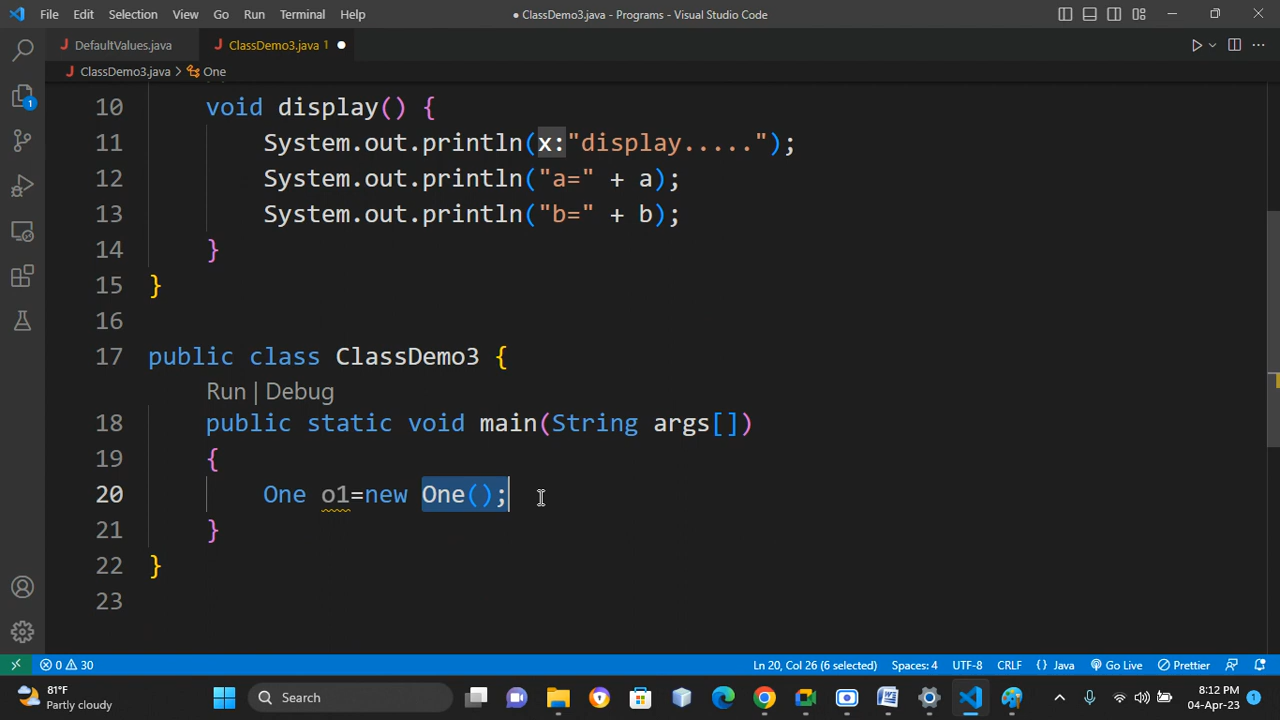 File Edit Selection View Go Run Terminal Help
● ClassDemo3.java - Programs - Visual Studio Code
J DefaultValues.java J ClassDemo3.java 1 ●
J ClassDemo3.java > One
1
10 void display() {
11 System.out.println(x:"display.....");
12 System.out.println("a=" + a);
13 System.out.println("b=" + b);
14 }
15 }
16
17 public class ClassDemo3 {
Run | Debug
18 public static void main(String args[])
19 {
20 One o1=new One();
21 }
22 }
23
0 30 Ln 20, Col 26 (6 selected) Spaces: 4 UTF-8 CRLF {} Java Go Live Prettier
81°F
Partly cloudy
Search
8:12 PM
04-Apr-23
1